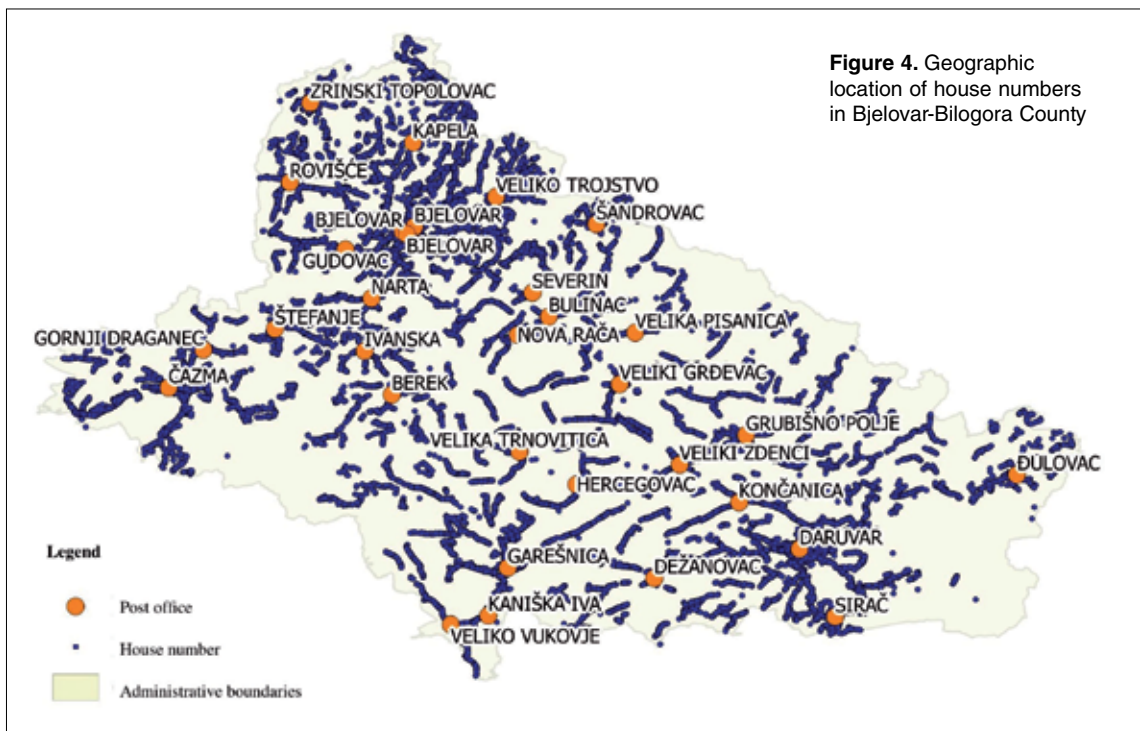 Figure 4. Geographic
location of house numbers
in Bjelovar-Bilogora County
ZRINSKI TOPOLOVAC
KAPELA
ROVIŠĆE
VELIKO TROJSTVO
BJELOVAR
BJELOVAR
ŠANDROVAC
BJELOVAR
GUDOVAC
NARTA
SEVERIN
BULINAC
ŠTEFANJE
GORNJI DRAGANEC
IVANSKA
NOVA RAČA
VELIKA PISANICA
ČAZMA
BEREK
VELIKI GRĐEVAC
GRUBIŠNO POLJE
VELIKA TRNOVITICA
VELIKI ZDENCI
ĐULOVAC
HERCEGOVAC
KONČANICA
DARUVAR
GAREŠNICA
DEŽANOVAC
KANIŠKA IVA
SIRAČ
VELIKO VUKOVJE
Legend
Post office
House number
Administrative boundaries